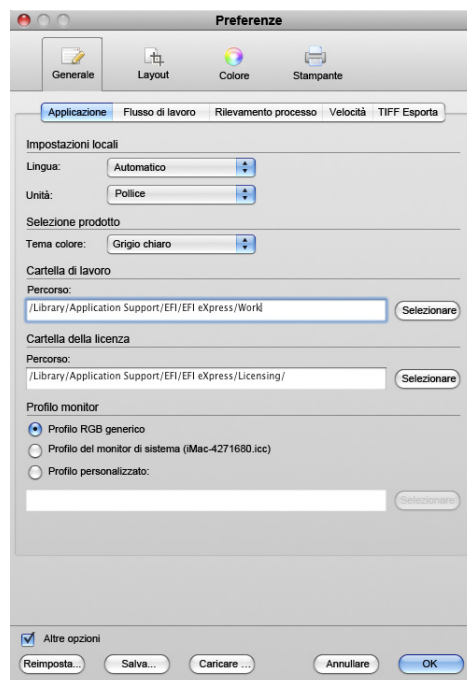 Preferenze
Generale Layout Colore Stampante
Applicazione Flusso di lavoro Rilevamento processo Velocità TIFF Esporta
Impostazioni locali
Lingua: Automatico
Unità: Pollice
Selezione prodotto
Tema colore: Grigio chiaro
Cartella di lavoro
Percorso:
/Library/Application Support/EFI/EFI eXpress/Work Selezionare
Cartella della licenza
Percorso:
/Library/Application Support/EFI/EFI eXpress/Licensing/ Selezionare
Profilo monitor
Profilo RGB generico
Profilo del monitor di sistema (iMac-4271680.icc)
Profilo personalizzato:
Selezionare
Altre opzioni
Reimposta... Salva... Caricare ... Annullare OK